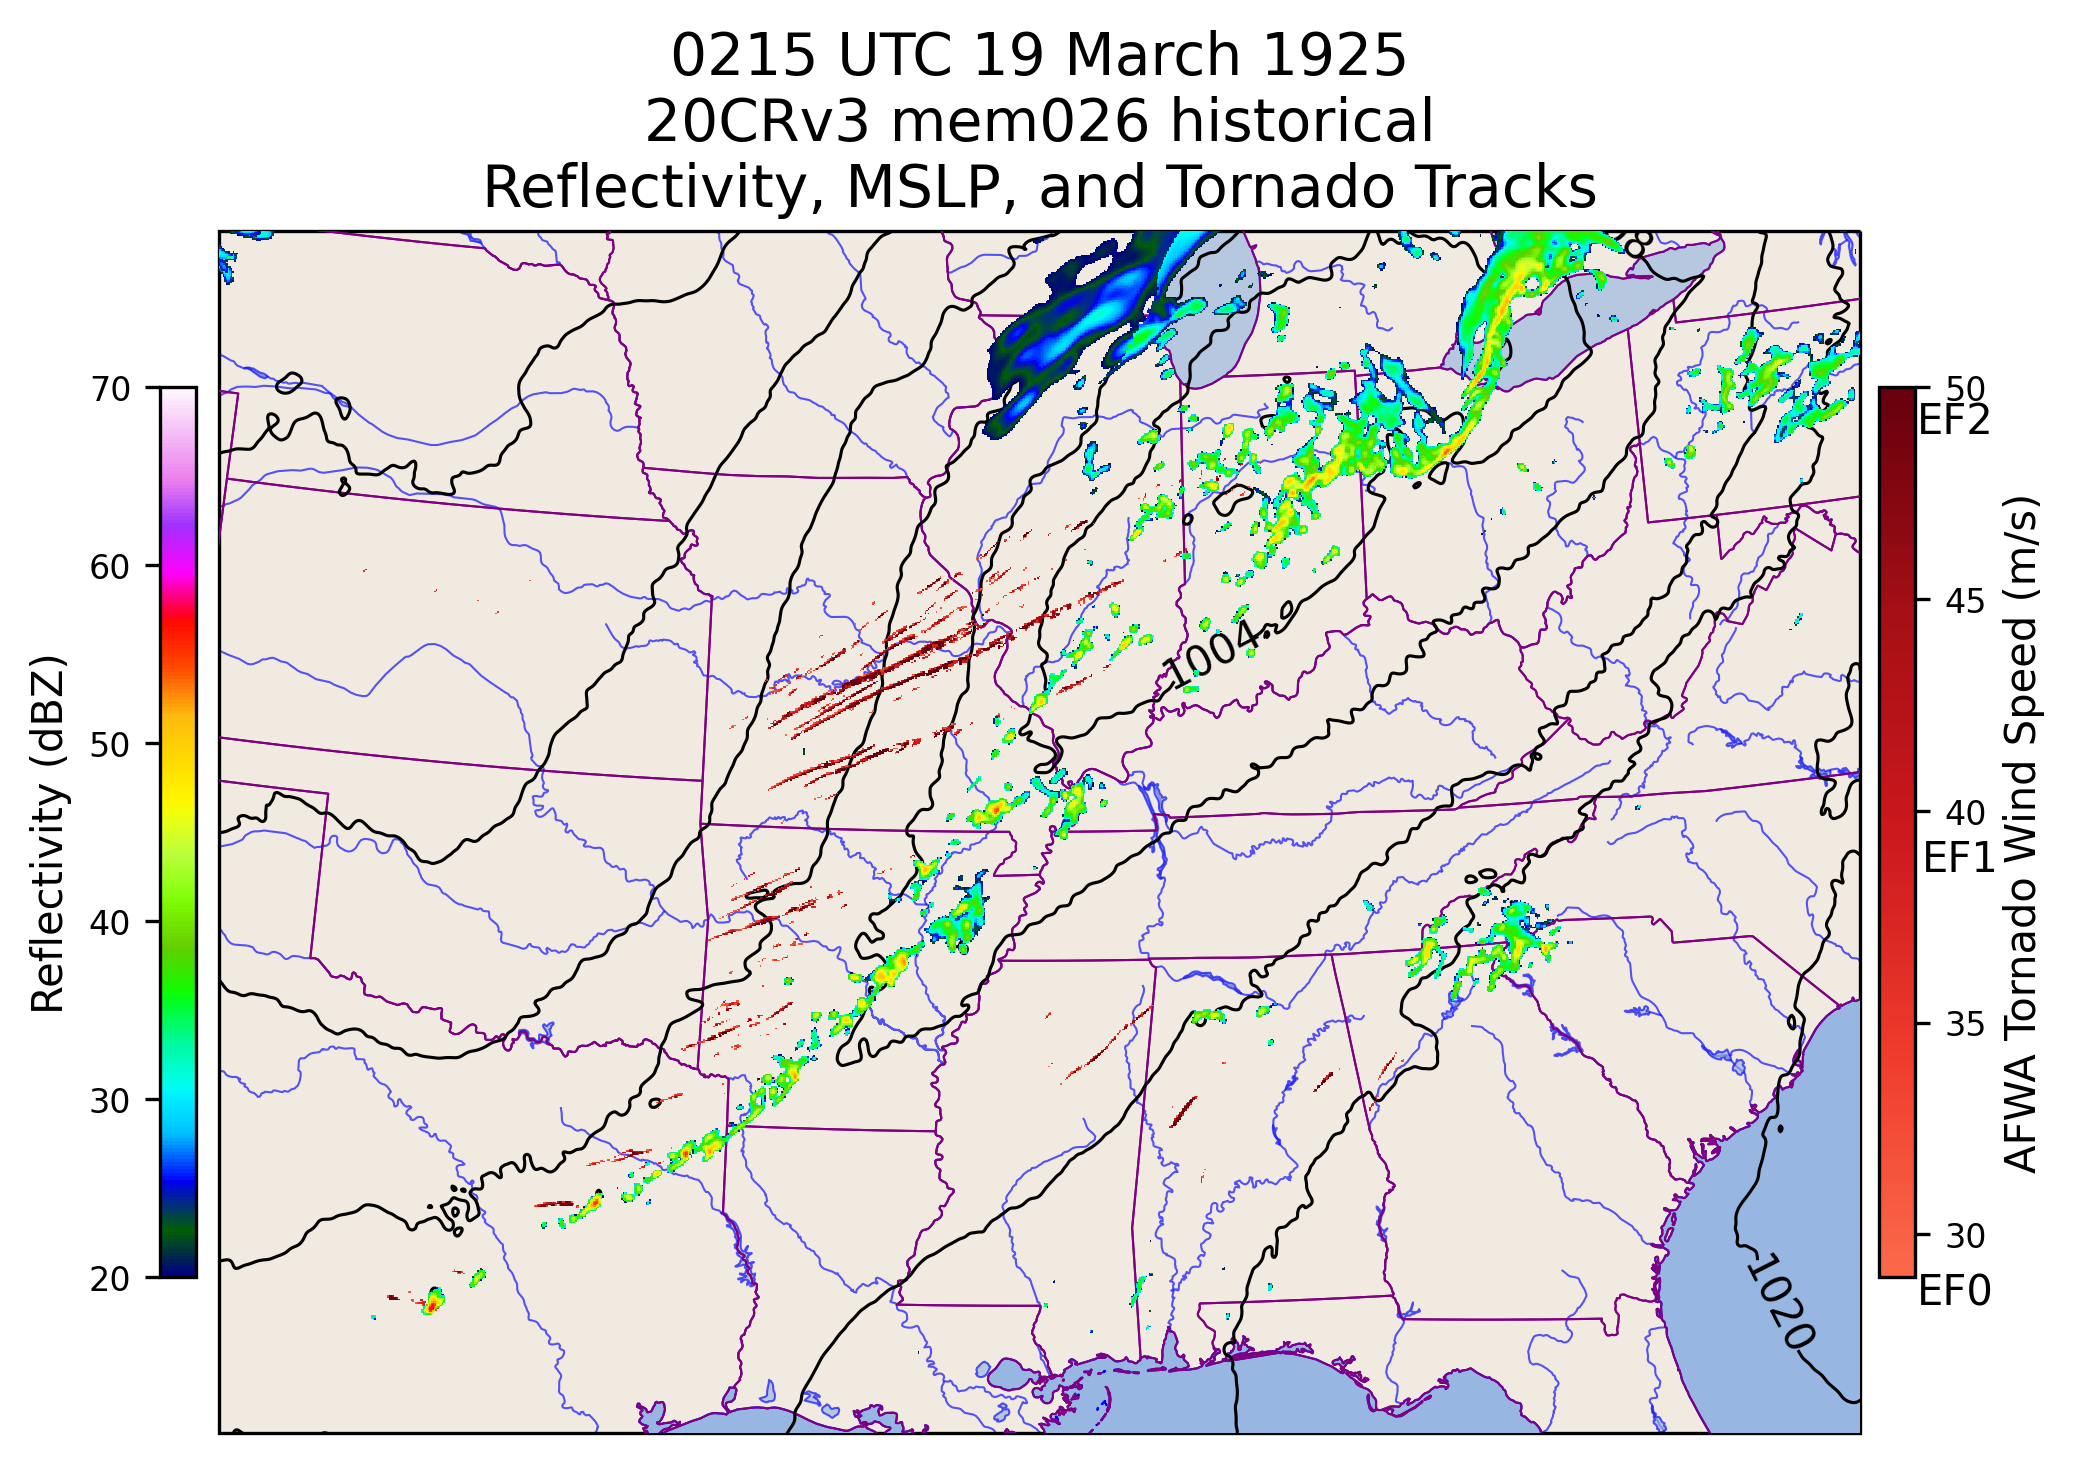 0215 UTC 19 March 1925
20CRv3 mem026 historical
Reflectivity, MSLP, and Tornado Tracks
70
60
50
40
30
20
Reflectivity (dBZ)
1004
1020
50
EF2
45
40
EF1
35
30
EF0
AFWA Tornado Wind Speed (m/s)